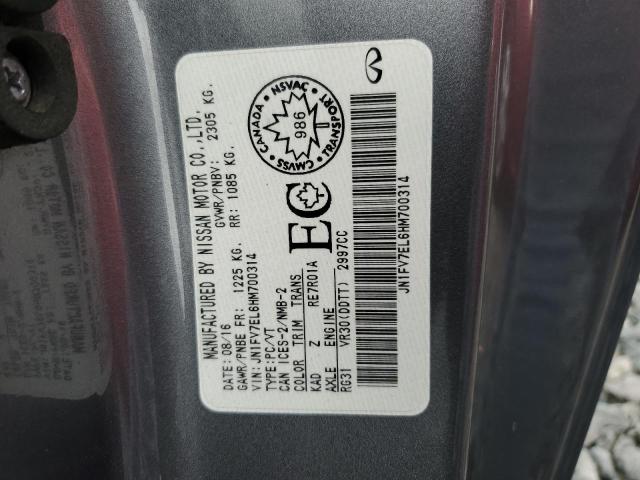 MANUFACTURED BY NISSAN MOTOR CO.,LTD.
DATE: 08/16 GVWR/PNBV: 2305 KG.
GAWR/PNBE FR: 1225 KG. RR: 1085 KG.
VIN: JN1FV7EL6HM700314
TYPE:PC/VT
CAN ICES-2/NMB-2
COLOR TRIM TRANS
KAD Z RE7R01A
AXLE ENGINE
RG31 VR30(DDTT) 2997CC
EC
CANADA NSVAC TRANSPORT CMVSS
986
JN1FV7EL6HM700314